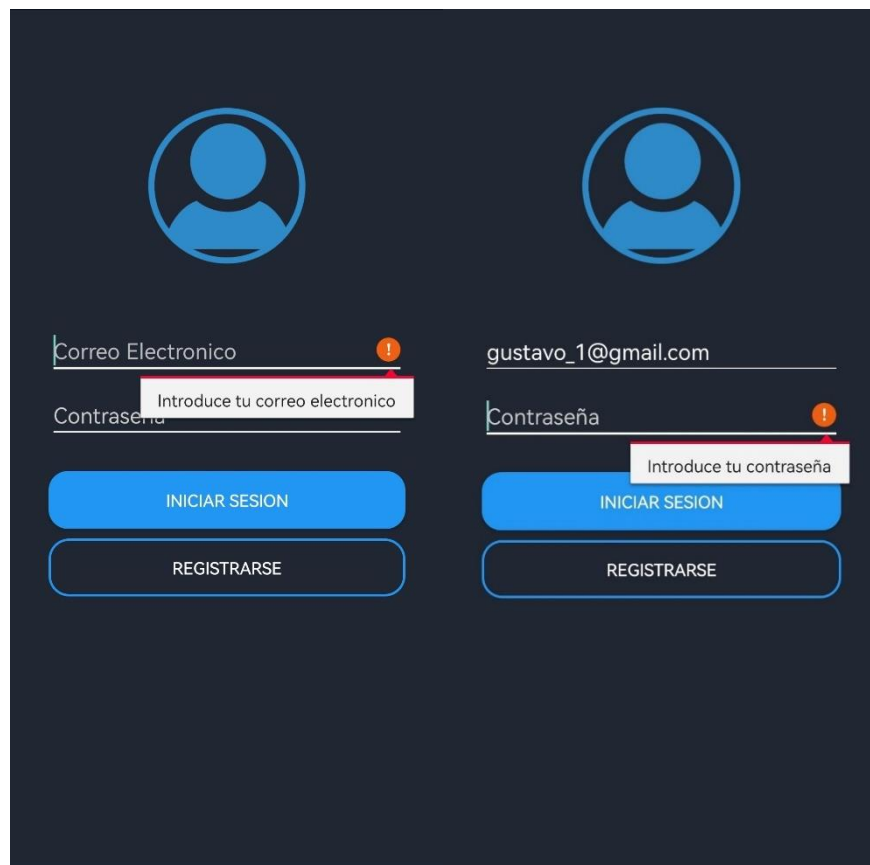 Correo Electronico
!
Introduce tu correo electronico
INICIAR SESION
REGISTRARSE
gustavo_1@gmail.com
Contraseña
!
Introduce tu contraseña
INICIAR SESION
REGISTRARSE